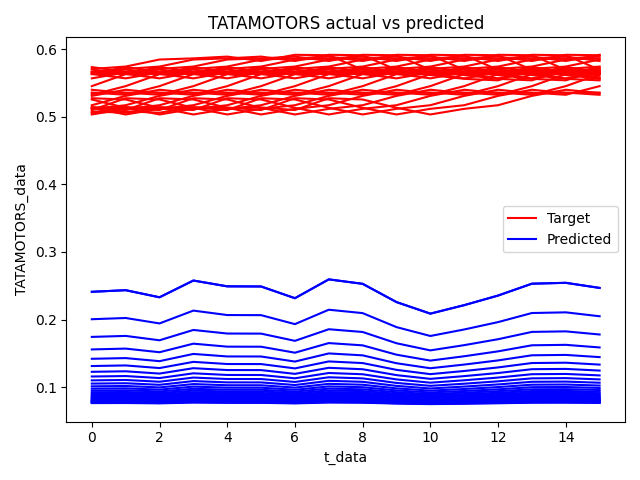 TATAMOTORS actual vs predicted
TATAMOTORS_data
0.6
0.5
0.4
0.3
0.2
0.1
Target
Predicted
0 2 4 6 8 10 12 14
t_data